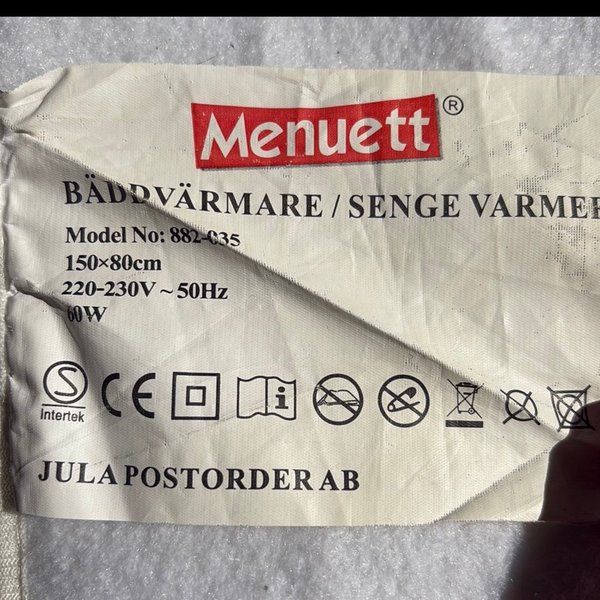 Menuett®
BÄDDVÄRMARE / SENGE VARMER
Model No: 882-035
150×80cm
220-230V ~ 50Hz
60W
S
Intertek
CE
i
JULA POSTORDER AB